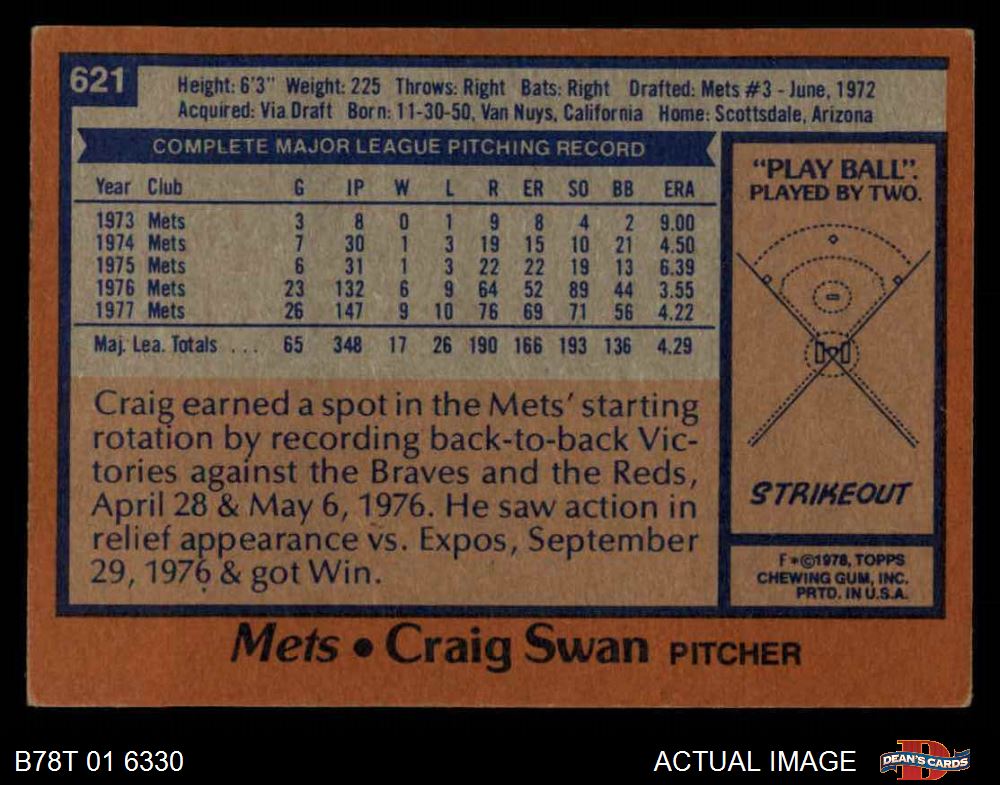 621
Height: 6'3" Weight: 225 Throws: Right Bats: Right Drafted: Mets #3 - June, 1972
Acquired: Via Draft Born: 11-30-50, Van Nuys, California Home: Scottsdale, Arizona
COMPLETE MAJOR LEAGUE PITCHING RECORD
Year Club G IP W L R ER SO BB ERA
1973 Mets 3 8 0 1 9 8 4 2 9.00
1974 Mets 7 30 1 3 19 15 10 21 4.50
1975 Mets 6 31 1 3 22 22 19 13 6.39
1976 Mets 23 132 6 9 64 52 89 44 3.55
1977 Mets 26 147 9 10 76 69 71 56 4.22
Maj. Lea. Totals ... 65 348 17 26 190 166 193 136 4.29
Craig earned a spot in the Mets' starting
rotation by recording back-to-back Vic-
tories against the Braves and the Reds,
April 28 & May 6, 1976. He saw action in
relief appearance vs. Expos, September
29, 1976 & got Win.
"PLAY BALL".
PLAYED BY TWO.
STRIKEOUT
F*©1978, TOPPS
CHEWING GUM, INC.
PRTD. IN U.S.A.
Mets • Craig Swan PITCHER
B78T 01 6330
ACTUAL IMAGE
D
DEAN'S CARDS